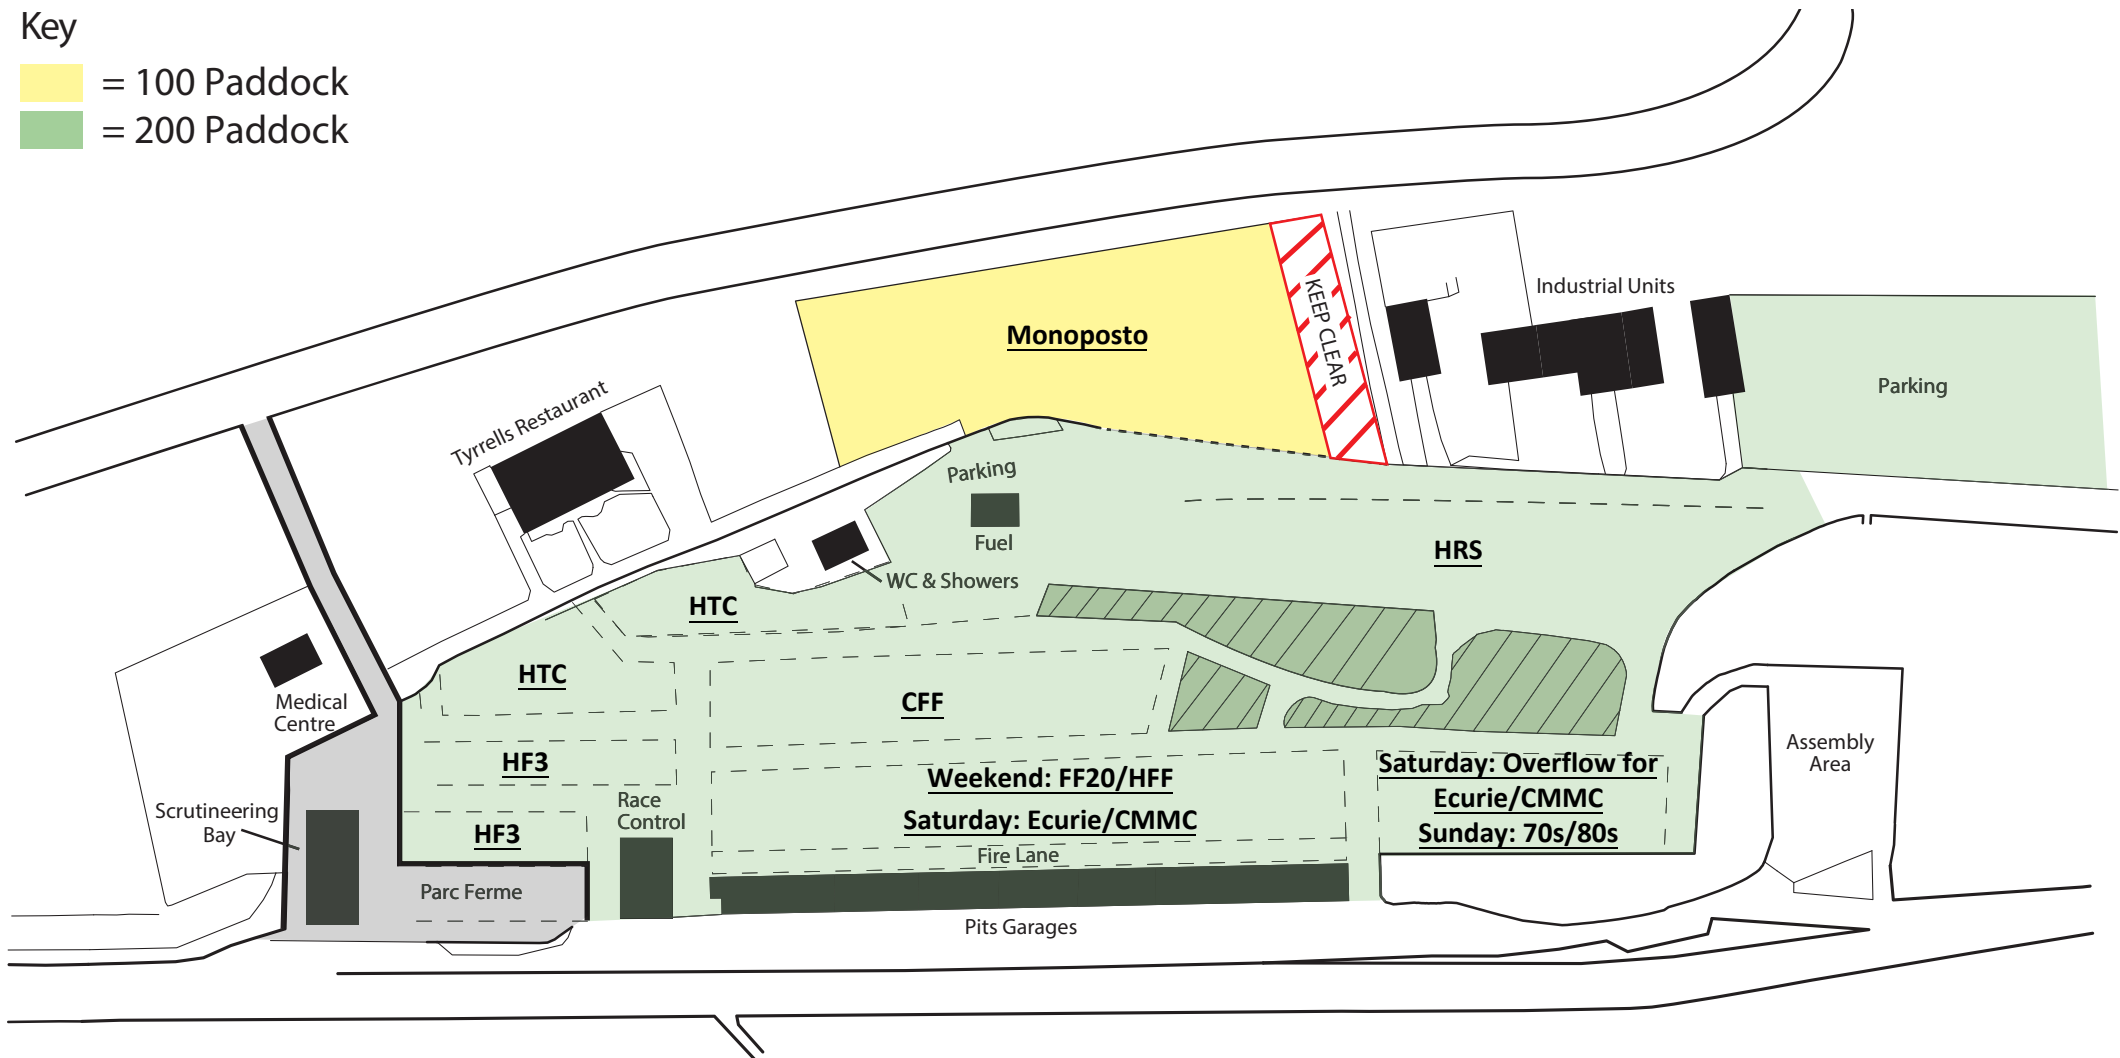 Key
= 100 Paddock
= 200 Paddock
Monoposto
KEEP CLEAR
Industrial Units
Parking
Tyrrells Restaurant
Parking
Fuel
WC & Showers
HRS
HTC
HTC
CFF
Medical
Centre
HF3
HF3
Scrutineering
Bay
Race
Control
Weekend: FF20/HFF
Saturday: Ecurie/CMMC
Saturday: Overflow for
Ecurie/CMMC
Sunday: 70s/80s
Assembly
Area
Fire Lane
Parc Ferme
Pits Garages